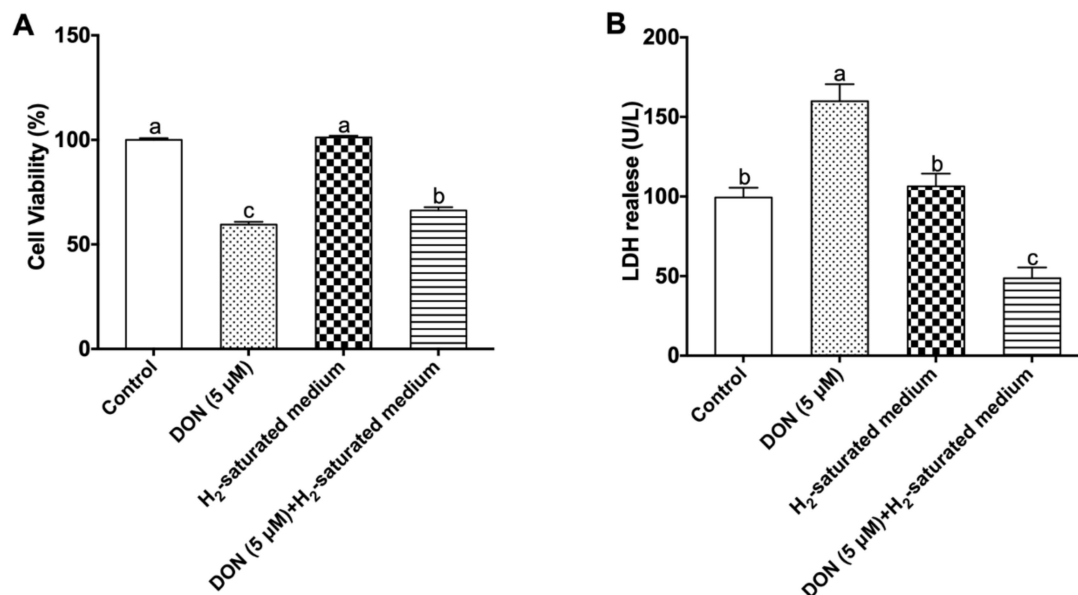 A
Cell Viability (%)
150
100
50
0
a
c
a
b
Control
DON (5 μM)
H₂-saturated medium
DON (5 μM)+H₂-saturated medium
B
LDH realese (U/L)
200
150
100
50
0
b
a
b
c
Control
DON (5 μM)
H₂-saturated medium
DON (5 μM)+H₂-saturated medium